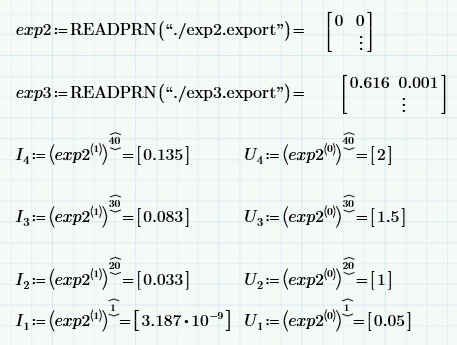 exp2:=READPRN(“./exp2.export”)= [0 0 ⋮]
exp3:=READPRN(“./exp3.export”)= [0.616 0.001 ⋮]
I₄:=(exp2⁽¹⁾)⁴⁰=[0.135] U₄:=(exp2⁽⁰⁾)⁴⁰=[2]
I₃:=(exp2⁽¹⁾)³⁰=[0.083] U₃:=(exp2⁽⁰⁾)³⁰=[1.5]
I₂:=(exp2⁽¹⁾)²⁰=[0.033] U₂:=(exp2⁽⁰⁾)²⁰=[1]
I₁:=(exp2⁽¹⁾)¹=[3.187•10⁻⁹] U₁:=(exp2⁽⁰⁾)¹=[0.05]